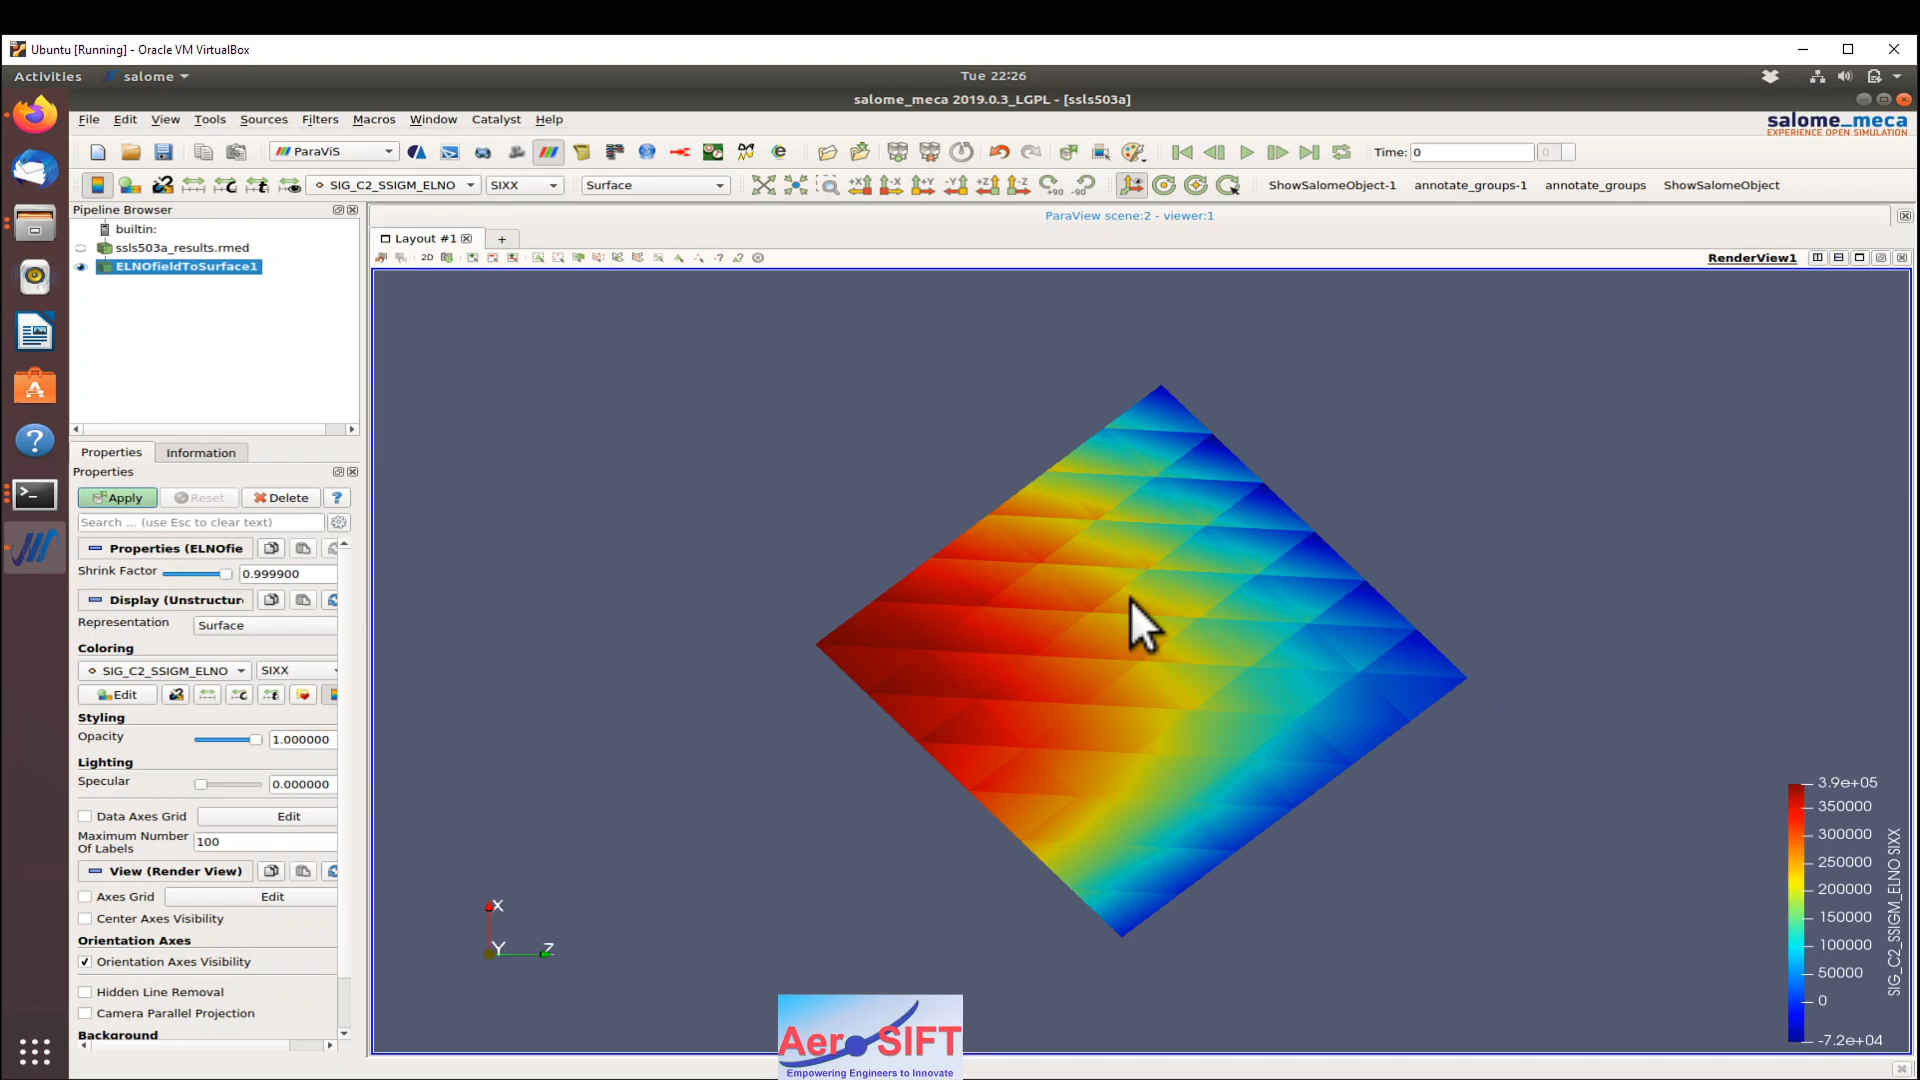 Ubuntu [Running] - Oracle VM VirtualBox
Activities salome Tue 22:26
salome_meca 2019.0.3_LGPL - [ssls503a]
File Edit View Tools Sources Filters Macros Window Catalyst Help
salome_meca
EXPERIENCE OPEN SIMULATION
ParaViS Time: 0 0
SIG_C2_SSIGM_ELNO SIXX Surface ShowSalomeObject-1 annotate_groups-1 annotate_groups ShowSalomeObject
+X -X +Y -Y +Z -Z +90 -90
Pipeline Browser
ParaView scene:2 - viewer:1
builtin:
Layout #1 +
ssls503a_results.rmed
2D RenderView1
ELNOfieldToSurface1
Properties Information
Properties
Apply Reset Delete ?
Search ... (use Esc to clear text)
Properties (ELNOfie
Shrink Factor 0.999900
Display (Unstructur
Representation Surface
Coloring
SIG_C2_SSIGM_ELNO SIXX
Edit
Styling
Opacity 1.000000
Lighting
Specular 0.000000
Data Axes Grid Edit
Maximum Number
Of Labels 100
View (Render View)
Axes Grid Edit
Center Axes Visibility
Orientation Axes
Orientation Axes Visibility
Hidden Line Removal
Camera Parallel Projection
Background
X
Y Z
3.9e+05
350000
300000
250000
200000
150000
100000
50000
0
-7.2e+04
SIG_C2_SSIGM_ELNO SIXX
Aero SIFT
Empowering Engineers to Innovate